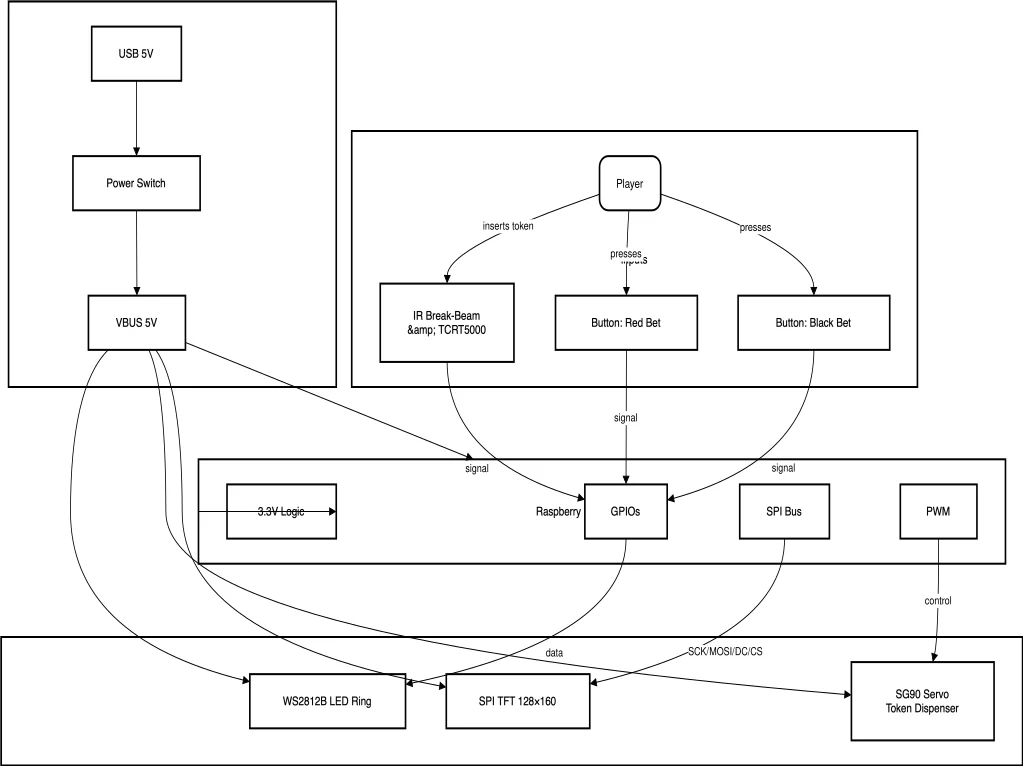 USB 5V
Power Switch
VBUS 5V
Player
inserts token
presses
presses
Inputs
IR Break-Beam
&amp; TCRT5000
Button: Red Bet
Button: Black Bet
signal
signal
signal
3.3V Logic
Raspberry
GPIOs
SPI Bus
PWM
control
data
SCK/MOSI/DC/CS
WS2812B LED Ring
SPI TFT 128×160
SG90 Servo
Token Dispenser